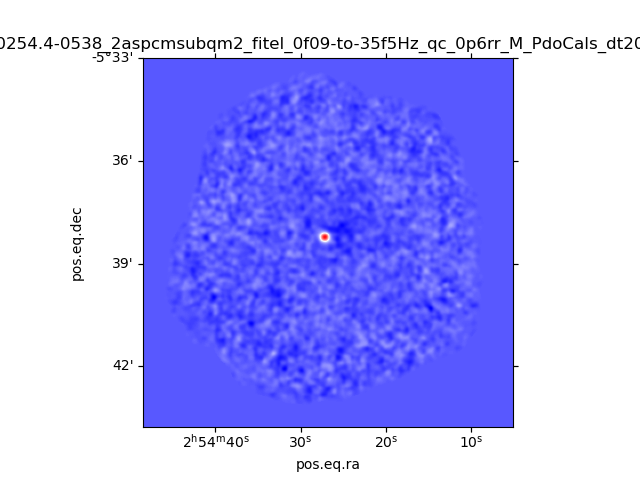 0254.4-0538_2aspcmsubqm2_fitel_0f09-to-35f5Hz_qc_0p6rr_M_PdoCals_dt20
-5°33'
36'
39'
42'
pos.eq.dec
2h54m40s 30s 20s 10s
pos.eq.ra